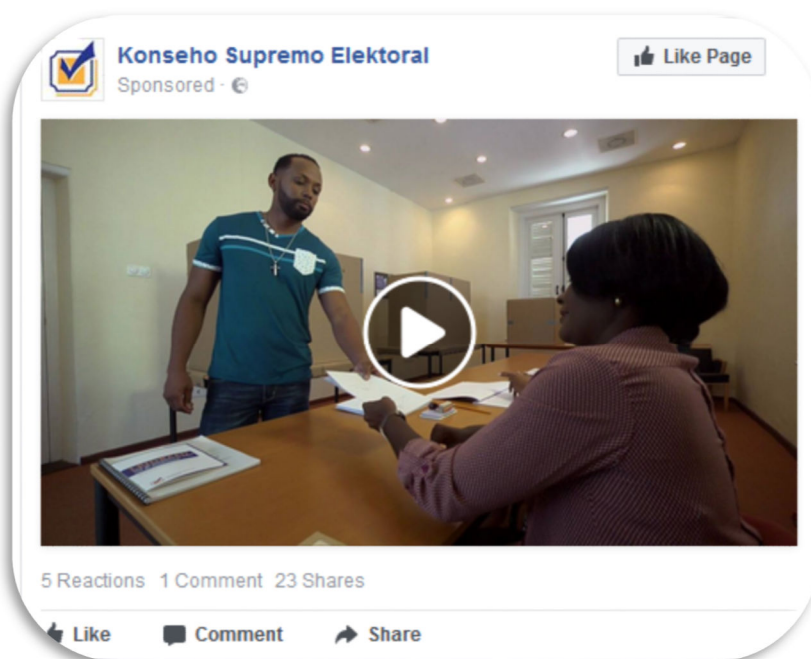 Konseho Supremo Elektoral
Like Page
Sponsored ·
5 Reactions 1 Comment 23 Shares
Like Comment Share